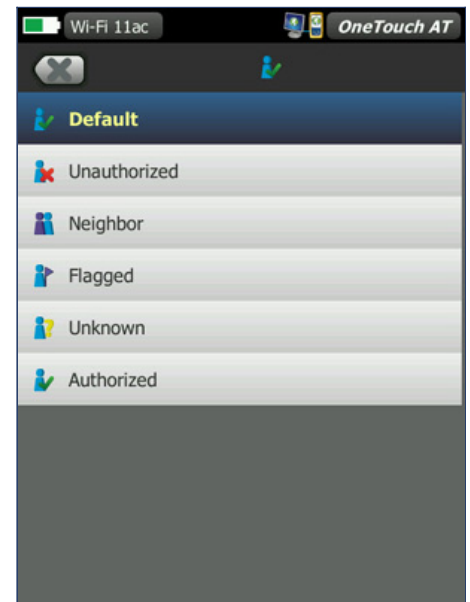 Wi-Fi 11ac OneTouch AT
Default
Unauthorized
Neighbor
Flagged
Unknown
Authorized